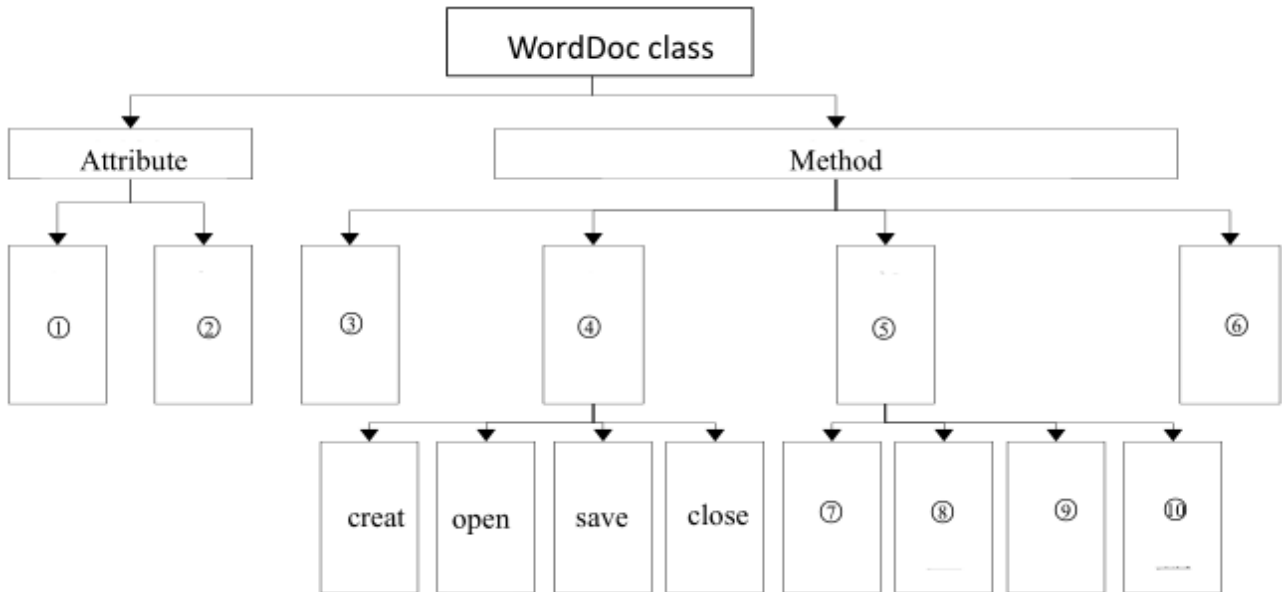 WordDoc class
Attribute
Method
①
②
③
④
⑤
⑥
creat
open
save
close
⑦
⑧
⑨
⑩